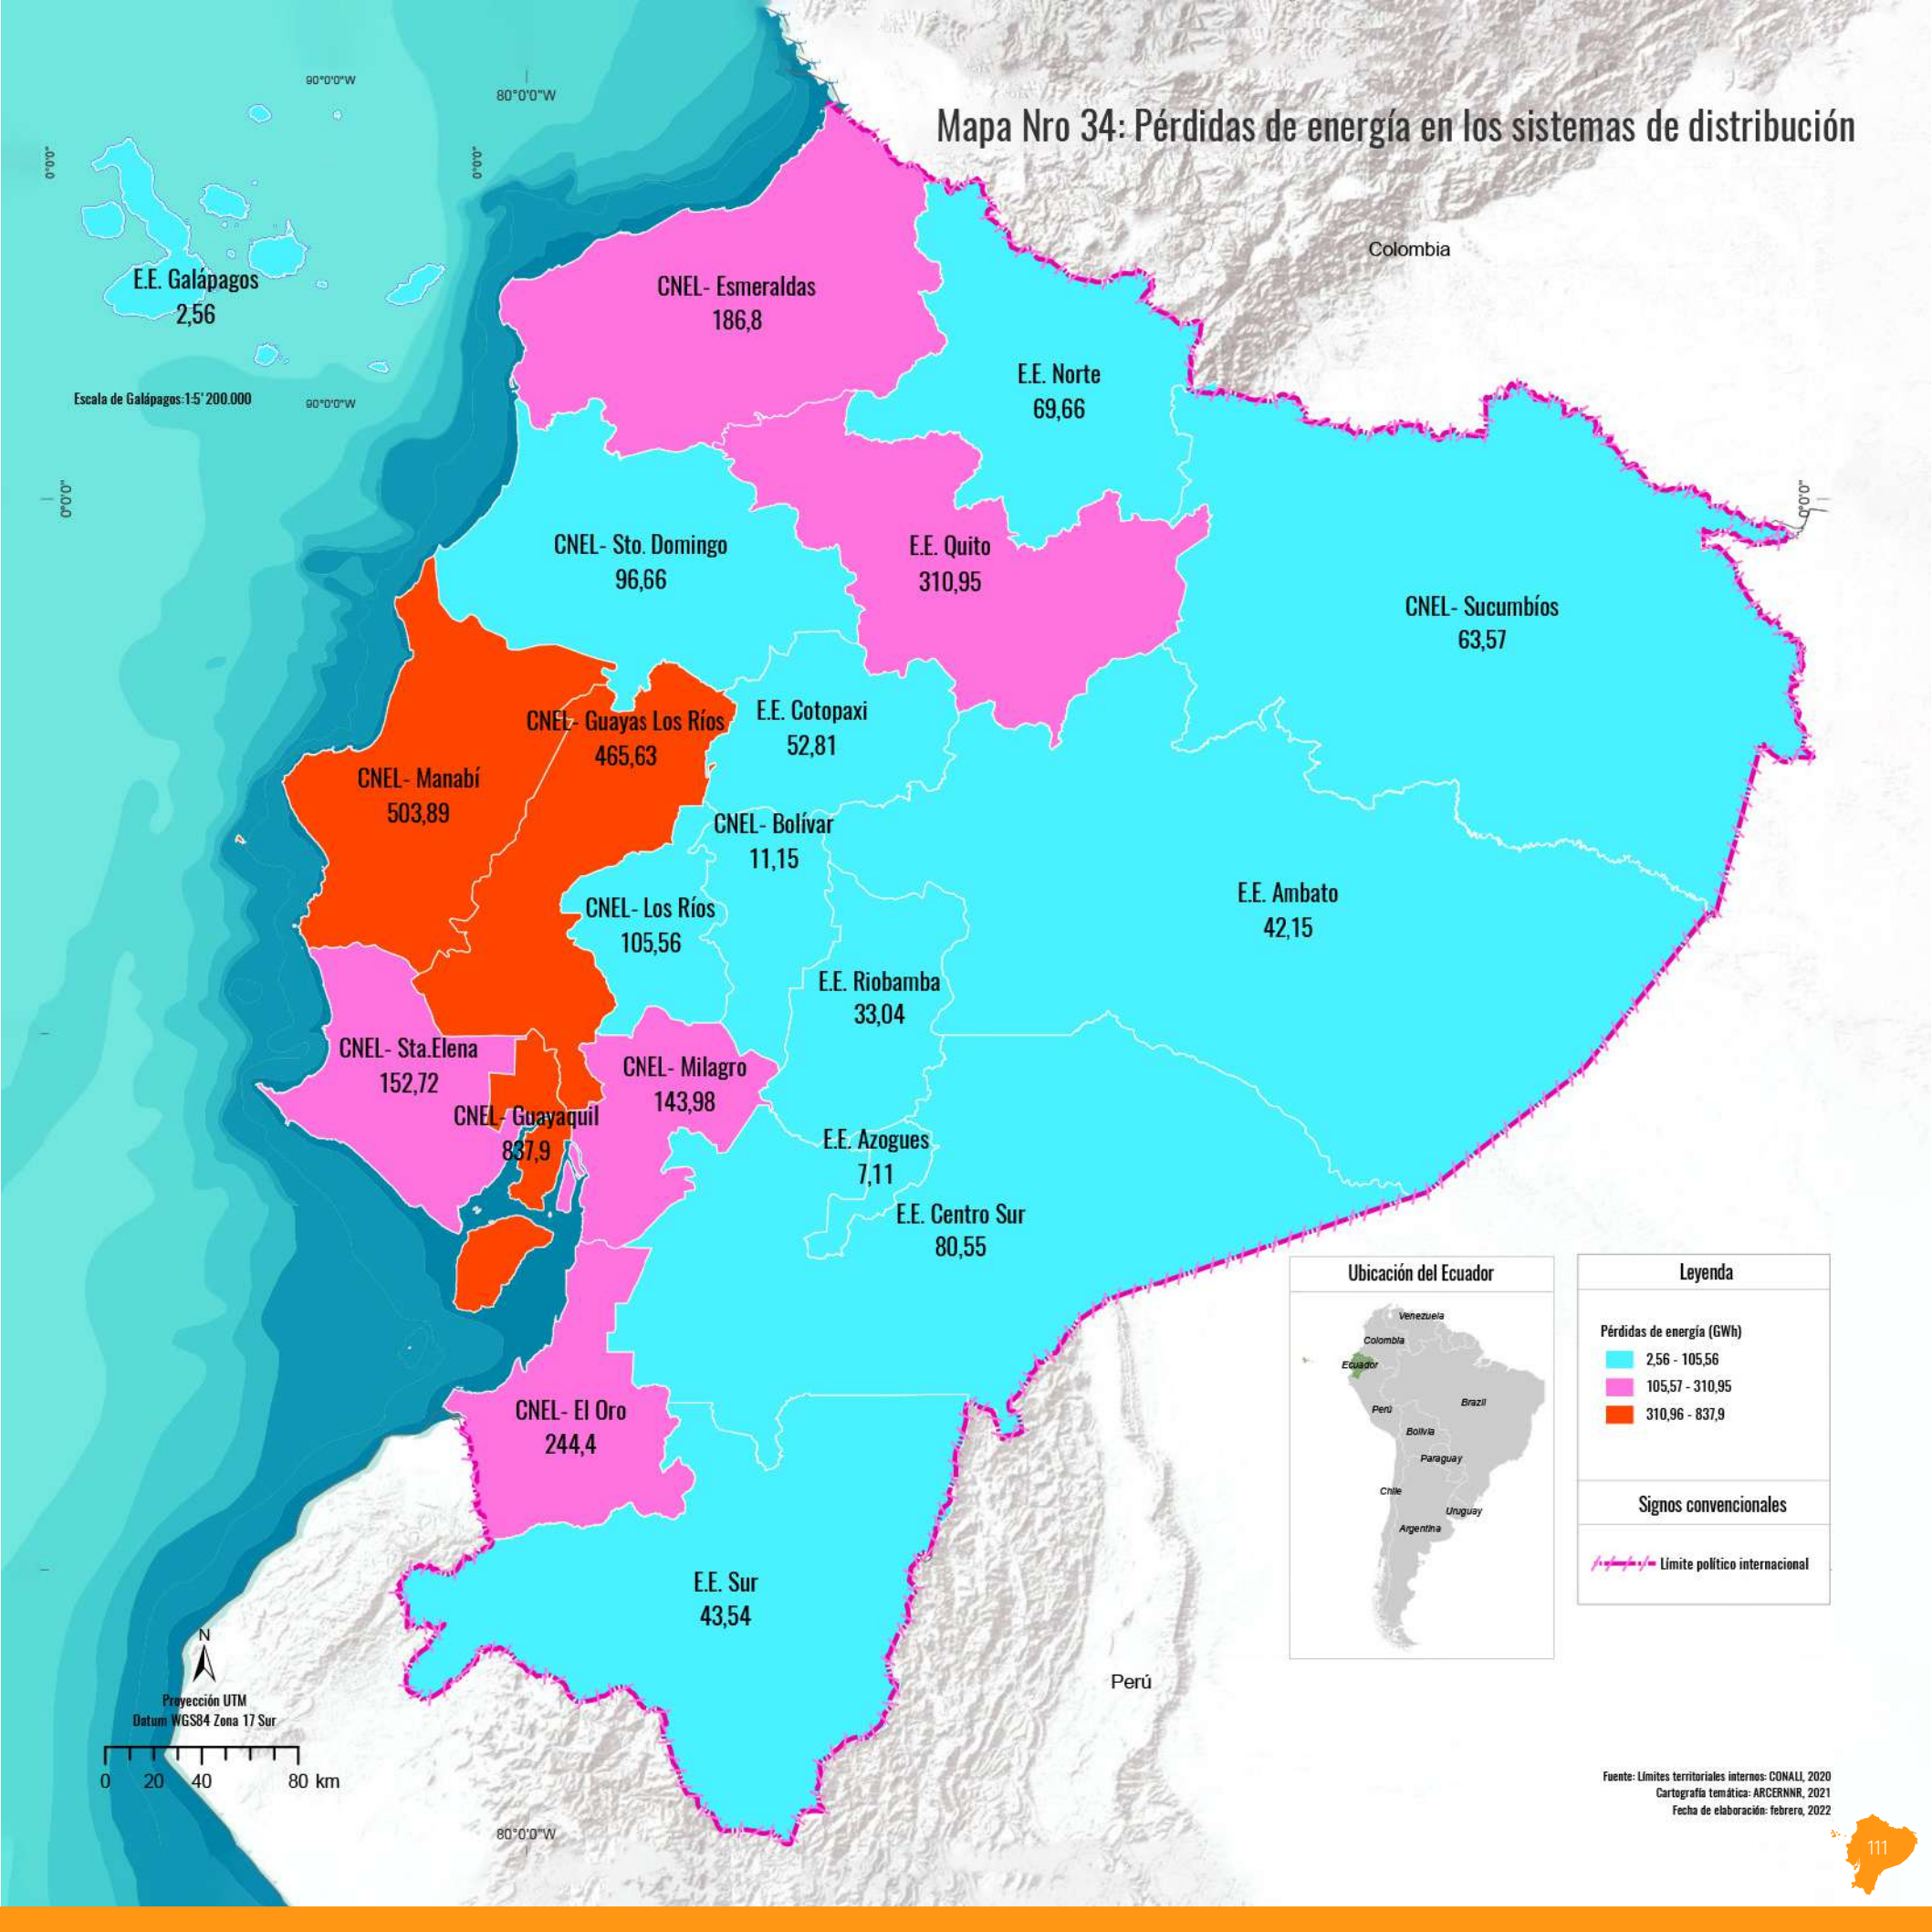 Mapa Nro 34: Pérdidas de energía en los sistemas de distribución
90°0'0"W
80°0'0"W
0°0'0"
0°0'0"
E.E. Galápagos
2,56
Escala de Galápagos:1:5'200.000
90°0'0"W
0°0'0"
0°0'0"
Colombia
CNEL- Esmeraldas
186,8
E.E. Norte
69,66
CNEL- Sto. Domingo
96,66
E.E. Quito
310,95
CNEL- Sucumbíos
63,57
CNEL- Guayas Los Ríos
465,63
E.E. Cotopaxi
52,81
CNEL- Manabí
503,89
CNEL- Bolívar
11,15
CNEL- Los Ríos
105,56
E.E. Ambato
42,15
E.E. Riobamba
33,04
CNEL- Sta.Elena
152,72
CNEL- Milagro
143,98
CNEL- Guayaquil
837,9
E.E. Azogues
7,11
E.E. Centro Sur
80,55
CNEL- El Oro
244,4
E.E. Sur
43,54
Perú
Ubicación del Ecuador
Venezuela
Colombia
Ecuador
Perú
Brazil
Bolivia
Paraguay
Chile
Uruguay
Argentina
Leyenda
Pérdidas de energía (GWh)
2,56 - 105,56
105,57 - 310,95
310,96 - 837,9
Signos convencionales
Límite político internacional
N
Proyección UTM
Datum WGS84 Zona 17 Sur
0 20 40 80 km
80°0'0"W
Fuente: Límites territoriales internos: CONALI, 2020
Cartografía temática: ARCERNNR, 2021
Fecha de elaboración: febrero, 2022
111